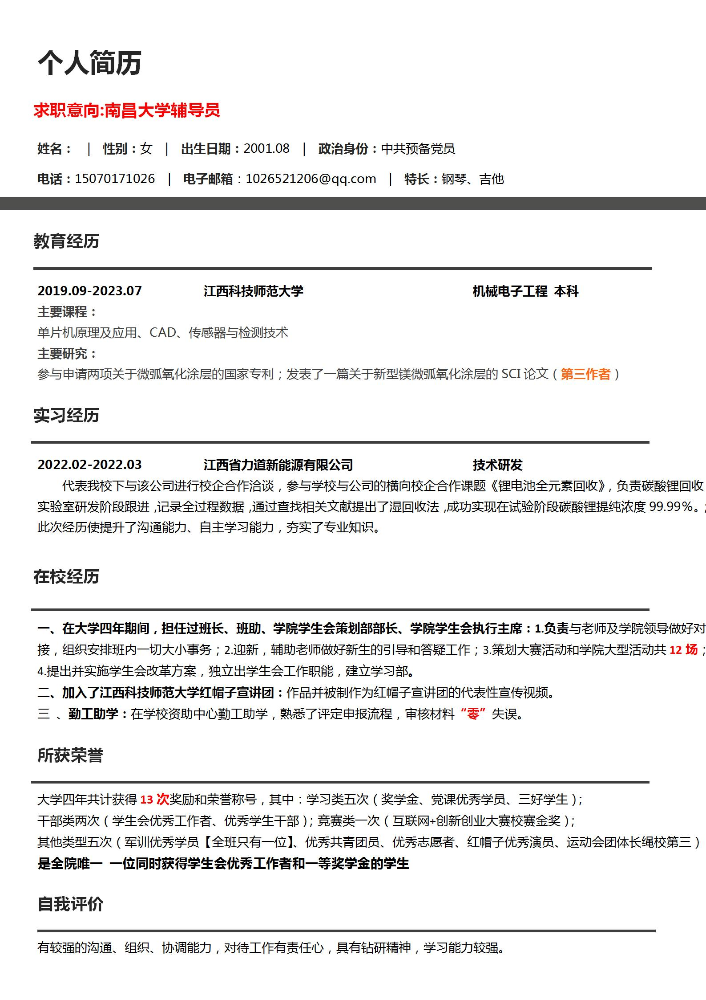 个人简历
求职意向:南昌大学辅导员
姓名： | 性别：女 | 出生日期：2001.08 | 政治身份：中共预备党员
电话：15070171026 | 电子邮箱：1026521206@qq.com | 特长：钢琴、吉他
教育经历
2019.09-2023.07 江西科技师范大学 机械电子工程 本科
主要课程：
单片机原理及应用、CAD、传感器与检测技术
主要研究：
参与申请两项关于微弧氧化涂层的国家专利；发表了一篇关于新型镁微弧氧化涂层的 SCI 论文（第三作者）
实习经历
2022.02-2022.03 江西省力道新能源有限公司 技术研发
代表我校下与该公司进行校企合作洽谈，参与学校与公司的横向校企合作课题《锂电池全元素回收》，负责碳酸锂回收
实验室研发阶段跟进，记录全过程数据，通过查找相关文献提出了湿回收法，成功实现在试验阶段碳酸锂提纯浓度 99.99%。；
此次经历使提升了沟通能力、自主学习能力，夯实了专业知识。
在校经历
一、在大学四年期间，担任过班长、班助、学院学生会策划部部长、学院学生会执行主席：1.负责与老师及学院领导做好对
接，组织安排班内一切大小事务；2.迎新，辅助老师做好新生的引导和答疑工作；3.策划大赛活动和学院大型活动共 12 场；
4.提出并实施学生会改革方案，独立出学生会工作职能，建立学习部。
二、加入了江西科技师范大学红帽子宣讲团：作品并被制作为红帽子宣讲团的代表性宣传视频。
三 、勤工助学：在学校资助中心勤工助学，熟悉了评定申报流程，审核材料“零”失误。
所获荣誉
大学四年共计获得 13 次奖励和荣誉称号，其中：学习类五次（奖学金、党课优秀学员、三好学生）；
干部类两次（学生会优秀工作者、优秀学生干部）；竞赛类一次（互联网+创新创业大赛校赛金奖）；
其他类型五次（军训优秀学员【全班只有一位】、优秀共青团员、优秀志愿者、红帽子优秀演员、运动会团体长绳校第三）
是全院唯一 一位同时获得学生会优秀工作者和一等奖学金的学生
自我评价
有较强的沟通、组织、协调能力，对待工作有责任心，具有钻研精神，学习能力较强。